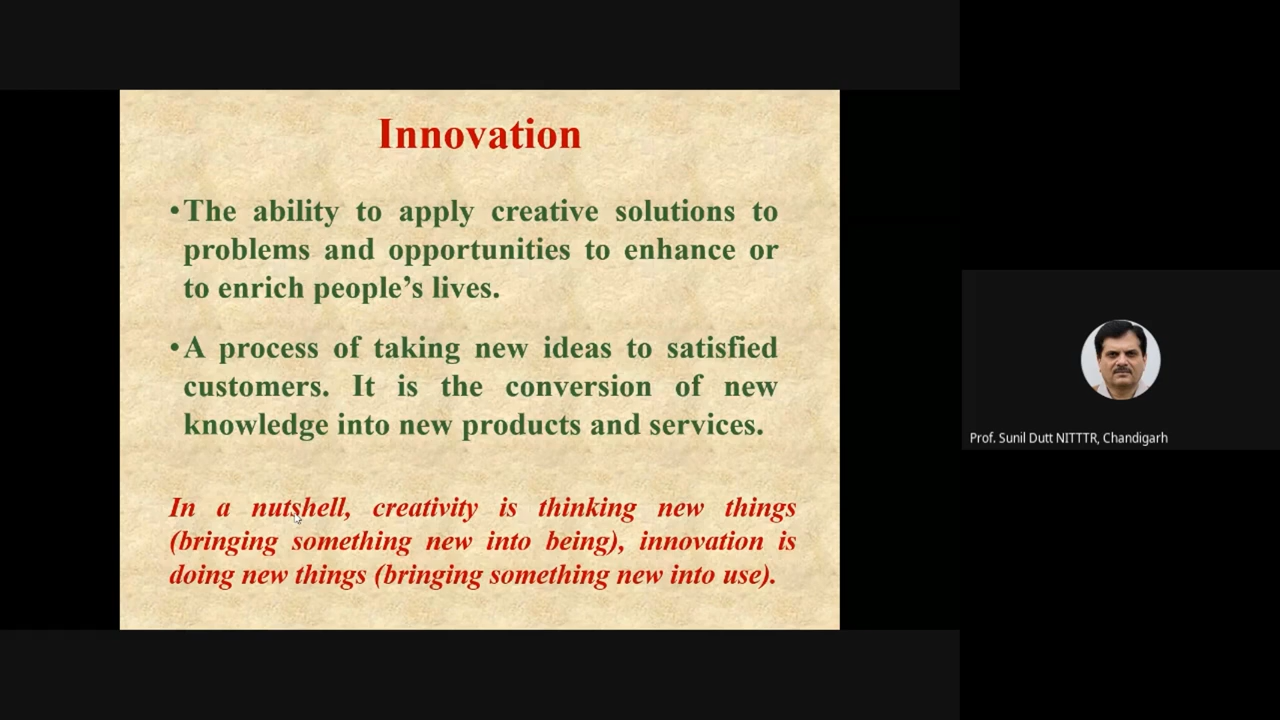 Innovation
•The ability to apply creative solutions to
problems and opportunities to enhance or
to enrich people’s lives.
•A process of taking new ideas to satisfied
customers. It is the conversion of new
knowledge into new products and services.
In a nutshell, creativity is thinking new things
(bringing something new into being), innovation is
doing new things (bringing something new into use).
Prof. Sunil Dutt NITTTR, Chandigarh